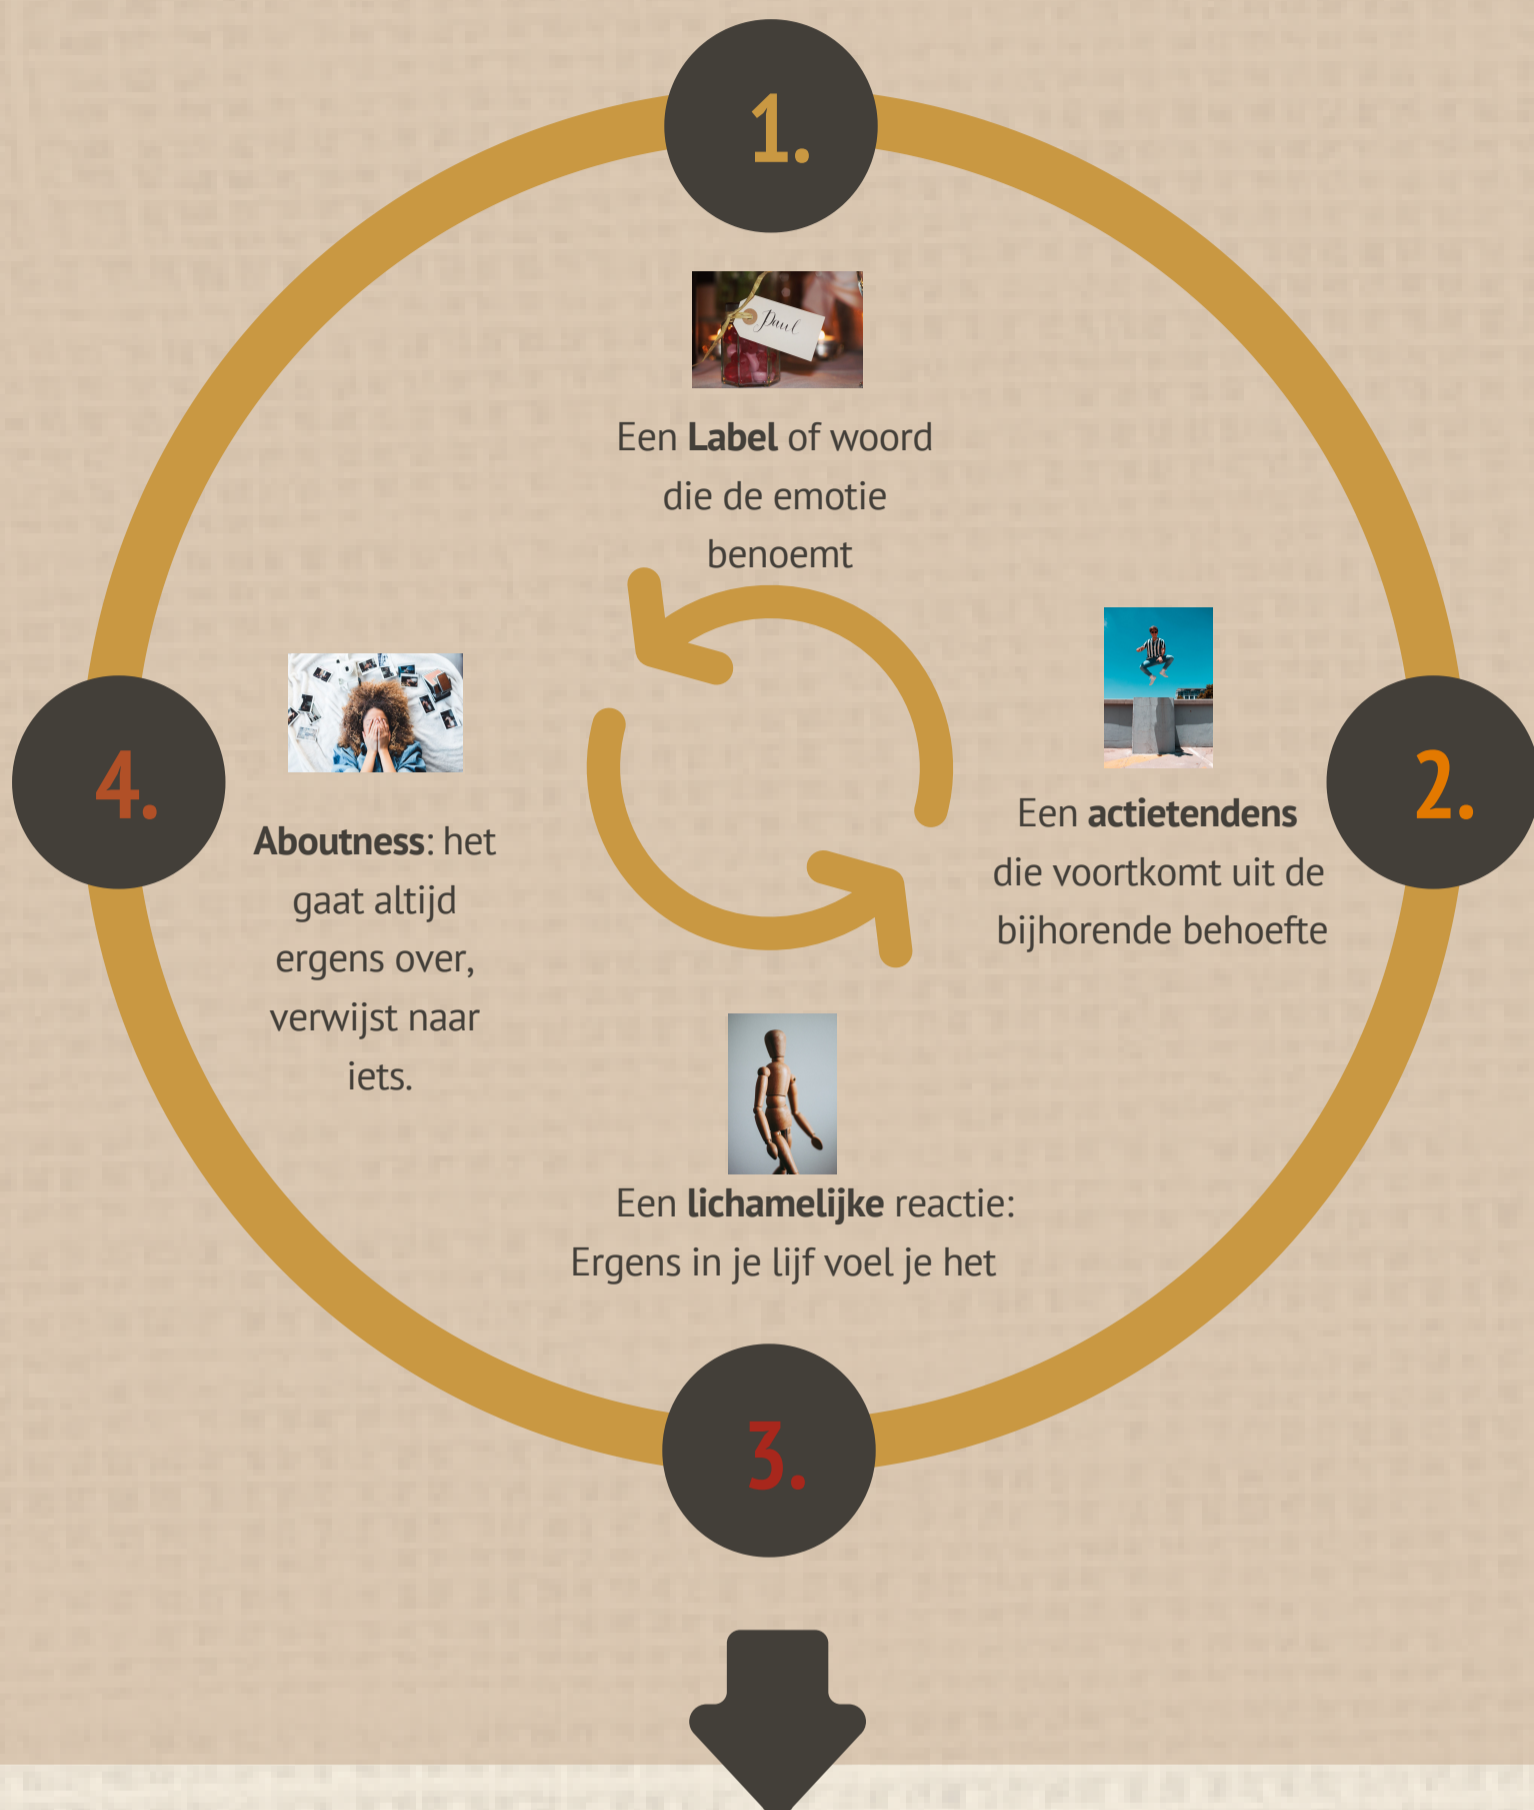 1.
Paul
Een Label of woord
die de emotie
benoemt
2.
Een actietendens
die voortkomt uit de
bijhorende behoefte
3.
Een lichamelijke reactie:
Ergens in je lijf voel je het
4.
Aboutness: het
gaat altijd
ergens over,
verwijst naar
iets.